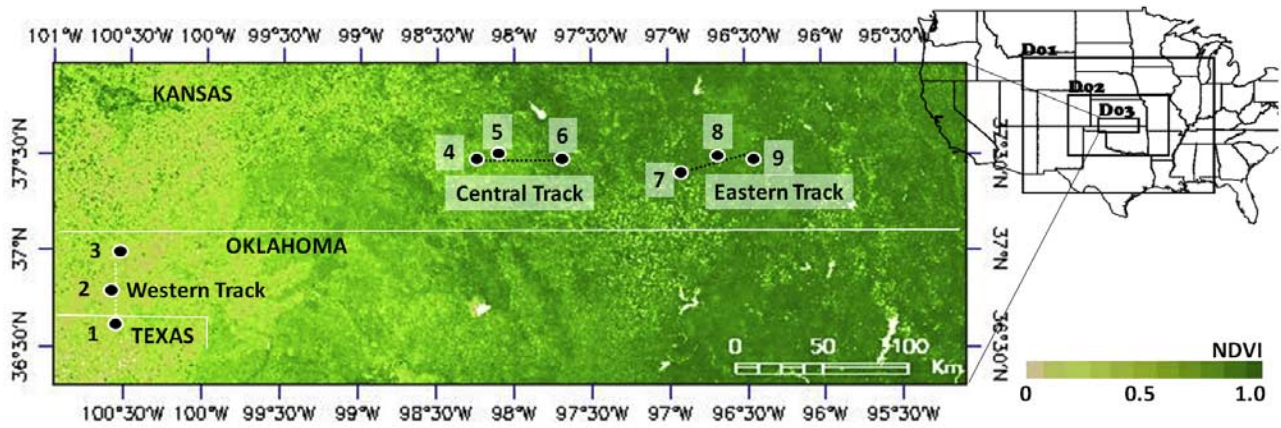 101°W 100°30'W 99°30'W 99°W 98°30'W 98°W 97°30'W 97°W 96°30'W 96°W 95°30'W
KANSAS
D01
D02
D03
37°30'N
37°30'N
5
6
8
4
7
9
Central Track
Eastern Track
OKLAHOMA
37°N
37°N
3
2
Western Track
1
TEXAS
36°30'N
36°30'N
0 50 100
Km
NDVI
0 0.5 1.0
100°30'W 100°W 99°30'W 99°W 98°30'W 98°W 97°30'W 97°W 96°30'W 96°W 95°30'W